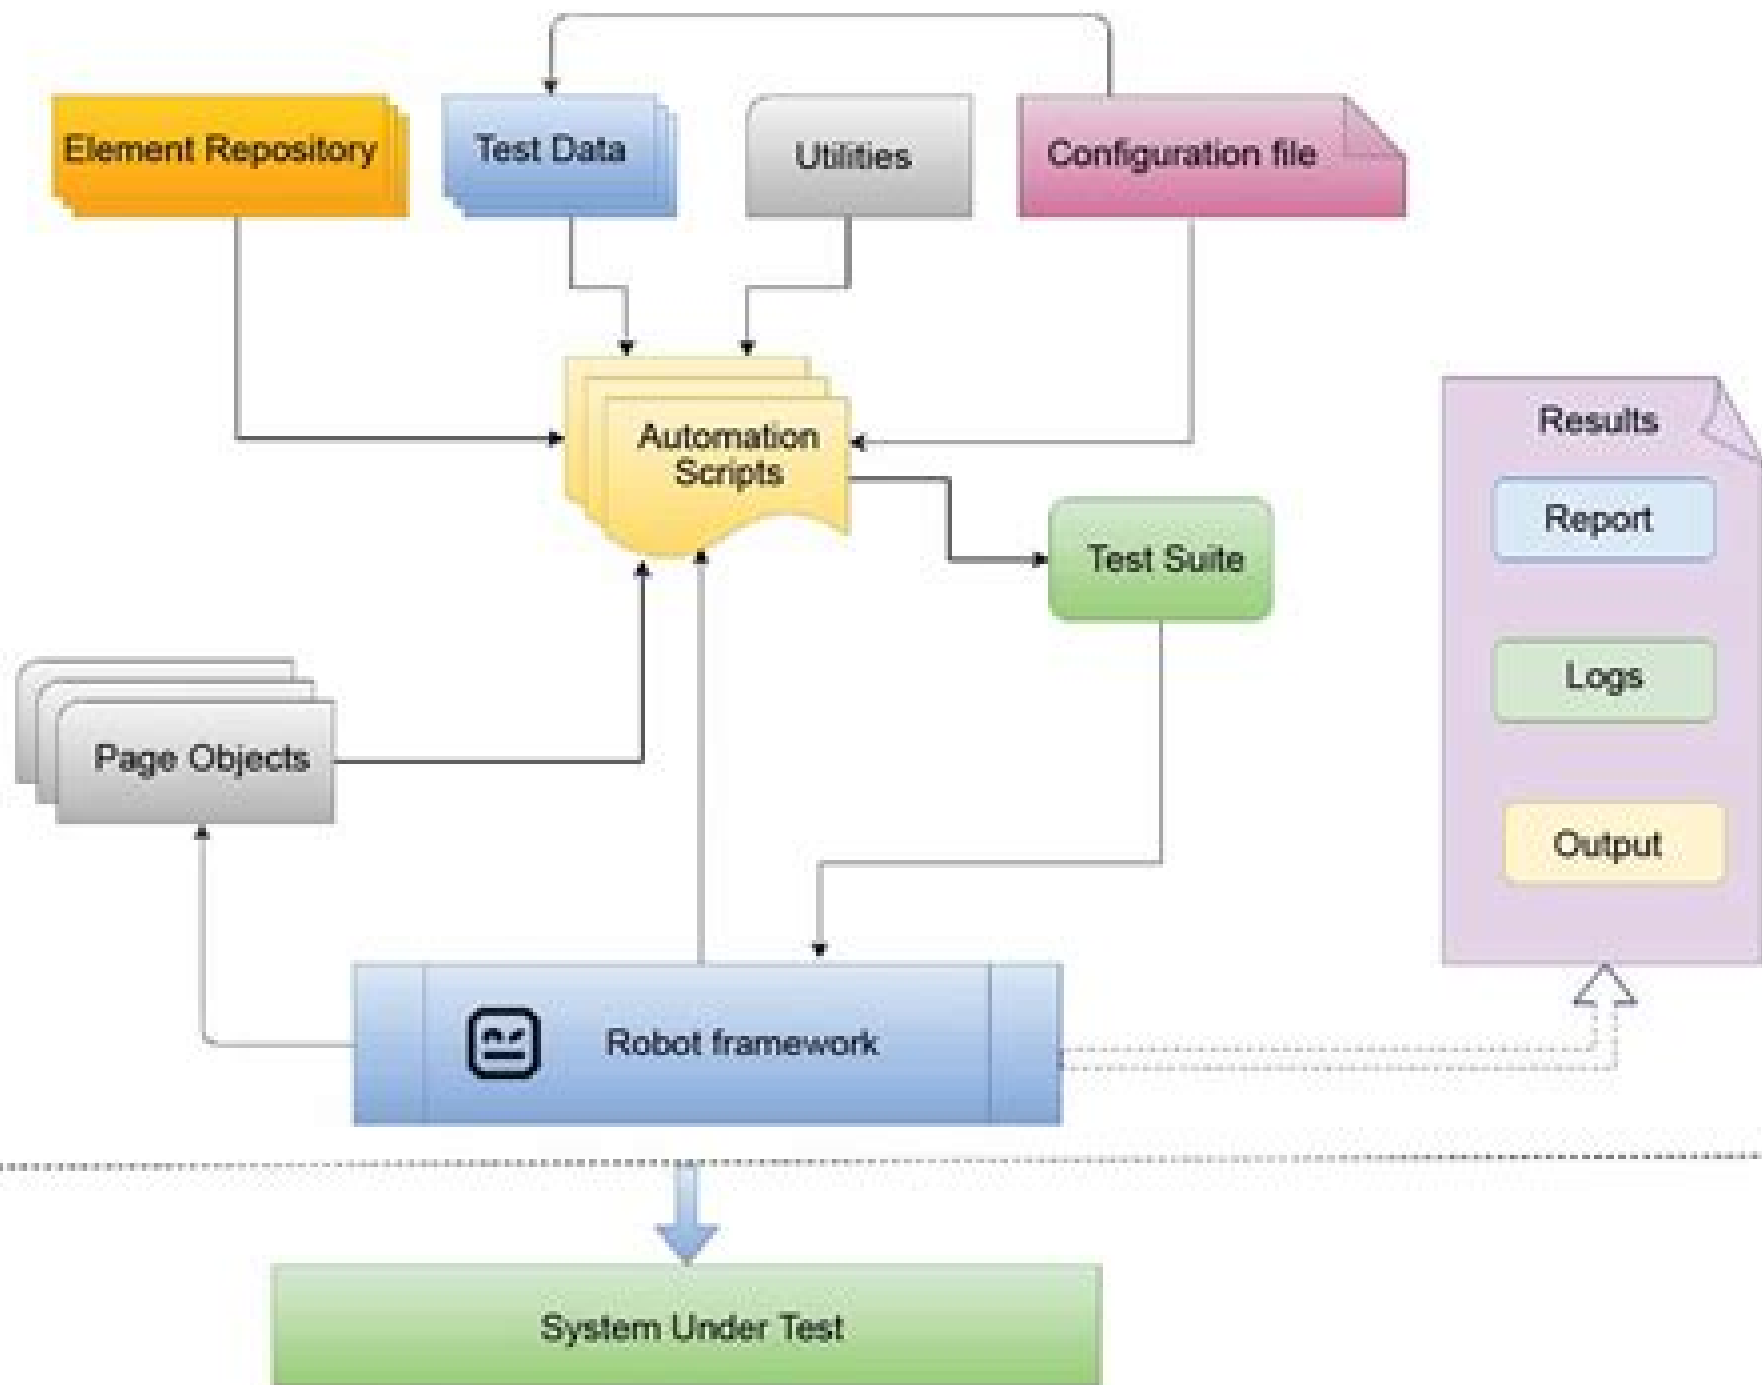 Element Repository
Test Data
Utilities
Configuration file
Automation
Scripts
Results
Report
Test Suite
Logs
Page Objects
Output
Robot framework
System Under Test